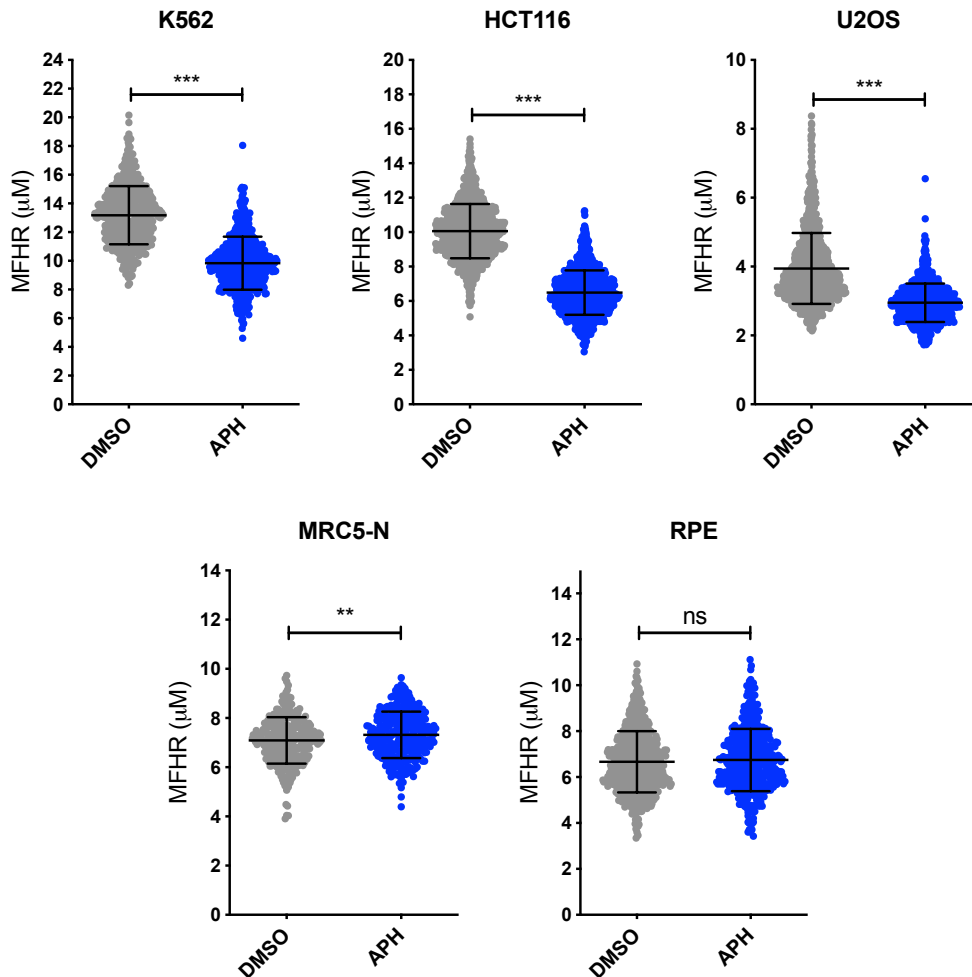 K562
MFHR (μM)
24
22
20
18
16
14
12
10
8
6
4
2
0
***
DMSO
APH
HCT116
MFHR (μM)
20
18
16
14
12
10
8
6
4
2
0
***
DMSO
APH
U2OS
MFHR (μM)
10
8
6
4
2
0
***
DMSO
APH
MRC5-N
MFHR (μM)
14
12
10
8
6
4
2
0
**
DMSO
APH
RPE
MFHR (μM)
14
12
10
8
6
4
2
0
ns
DMSO
APH